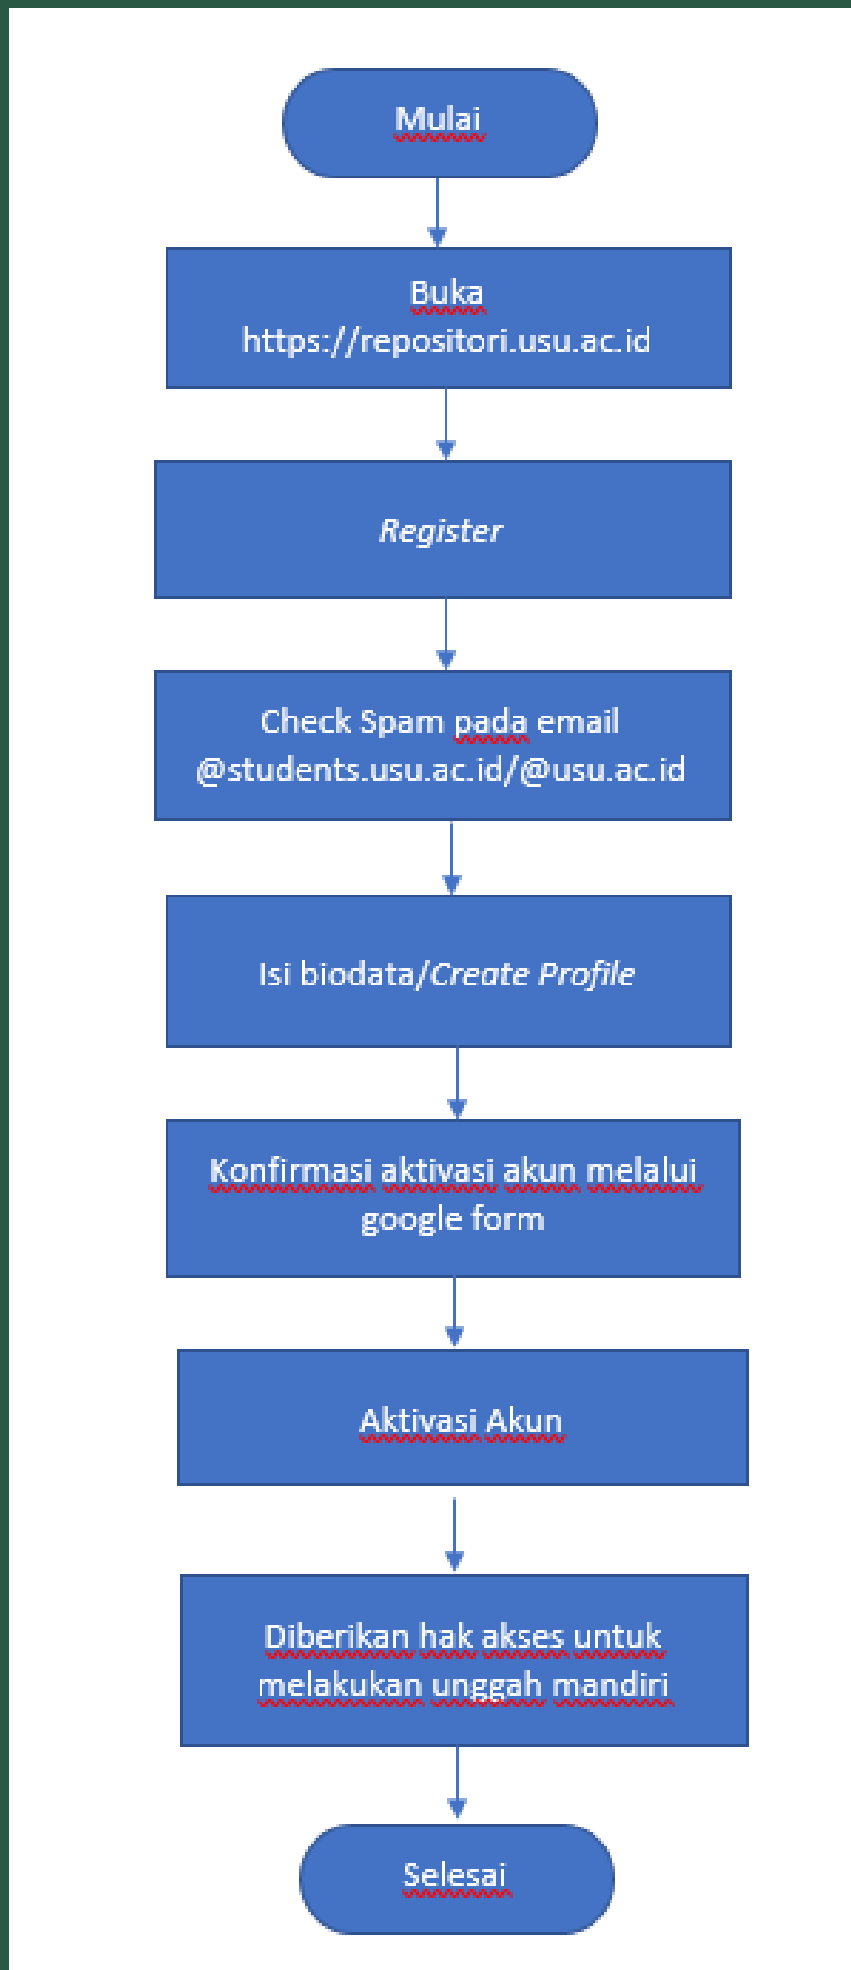 Mulai
Buka
https://repositori.usu.ac.id
Register
Check Spam pada email
@students.usu.ac.id/@usu.ac.id
Isi biodata/Create Profile
Konfirmasi aktivasi akun melalui
google form
Aktivasi Akun
Diberikan hak akses untuk
melakukan unggah mandiri
Selesai